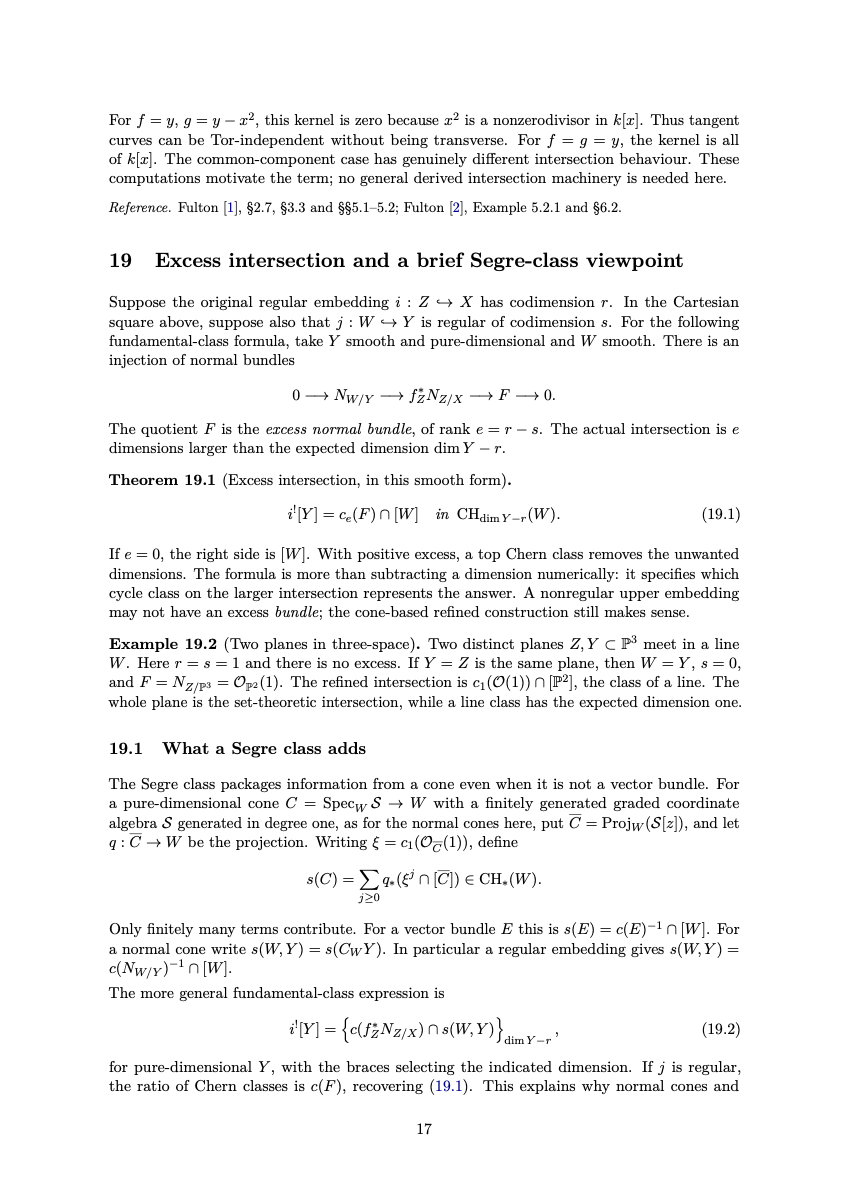 For f = y, g = y − x², this kernel is zero because x² is a nonzerodivisor in k[x]. Thus tangent
curves can be Tor-independent without being transverse. For f = g = y, the kernel is all
of k[x]. The common-component case has genuinely different intersection behaviour. These
computations motivate the term; no general derived intersection machinery is needed here.
Reference. Fulton [1], §2.7, §3.3 and §§5.1–5.2; Fulton [2], Example 5.2.1 and §6.2.
19 Excess intersection and a brief Segre-class viewpoint
Suppose the original regular embedding i : Z ↪ X has codimension r. In the Cartesian
square above, suppose also that j : W ↪ Y is regular of codimension s. For the following
fundamental-class formula, take Y smooth and pure-dimensional and W smooth. There is an
injection of normal bundles
0 ⟶ N_{W/Y} ⟶ f_Z^* N_{Z/X} ⟶ F ⟶ 0.
The quotient F is the excess normal bundle, of rank e = r − s. The actual intersection is e
dimensions larger than the expected dimension dim Y − r.
Theorem 19.1 (Excess intersection, in this smooth form).
i^![Y] = c_e(F) ∩ [W] in CH_{dim Y−r}(W). (19.1)
If e = 0, the right side is [W]. With positive excess, a top Chern class removes the unwanted
dimensions. The formula is more than subtracting a dimension numerically: it specifies which
cycle class on the larger intersection represents the answer. A nonregular upper embedding
may not have an excess bundle; the cone-based refined construction still makes sense.
Example 19.2 (Two planes in three-space). Two distinct planes Z, Y ⊂ ℙ³ meet in a line
W. Here r = s = 1 and there is no excess. If Y = Z is the same plane, then W = Y, s = 0,
and F = N_{Z/ℙ³} = 𝒪_{ℙ²}(1). The refined intersection is c₁(𝒪(1)) ∩ [ℙ²], the class of a line. The
whole plane is the set-theoretic intersection, while a line class has the expected dimension one.
19.1 What a Segre class adds
The Segre class packages information from a cone even when it is not a vector bundle. For
a pure-dimensional cone C = Spec_W 𝒮 → W with a finitely generated graded coordinate
algebra 𝒮 generated in degree one, as for the normal cones here, put C̅ = Proj_W(𝒮[z]), and let
q : C̅ → W be the projection. Writing ξ = c₁(𝒪_{C̅}(1)), define
s(C) = ∑_{j≥0} q_*(ξ^j ∩ [C̅]) ∈ CH_*(W).
Only finitely many terms contribute. For a vector bundle E this is s(E) = c(E)⁻¹ ∩ [W]. For
a normal cone write s(W, Y) = s(C_W Y). In particular a regular embedding gives s(W, Y) =
c(N_{W/Y})⁻¹ ∩ [W].
The more general fundamental-class expression is
i^![Y] = {c(f_Z^* N_{Z/X}) ∩ s(W, Y)}_{dim Y−r}, (19.2)
for pure-dimensional Y, with the braces selecting the indicated dimension. If j is regular,
the ratio of Chern classes is c(F), recovering (19.1). This explains why normal cones and
17